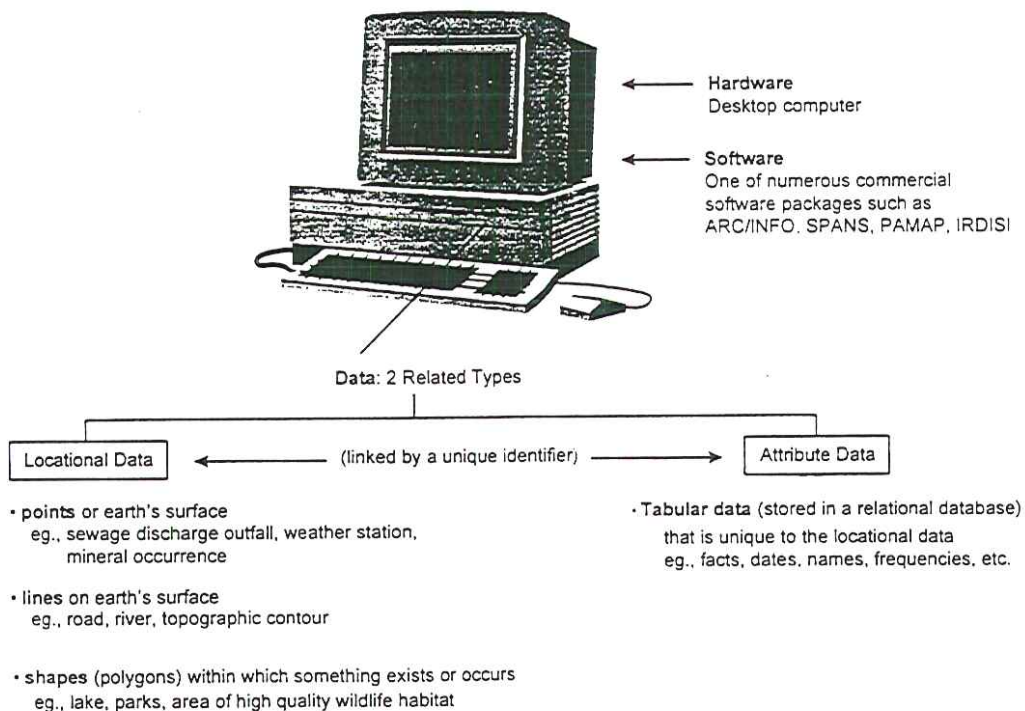 Hardware
Desktop computer
Software
One of numerous commercial
software packages such as
ARC/INFO, SPANS, PAMAP, IRDISI
Data: 2 Related Types
Locational Data
(linked by a unique identifier)
Attribute Data
• points or earth's surface
eg., sewage discharge outfall, weather station,
mineral occurrence
• lines on earth's surface
eg., road, river, topographic contour
• shapes (polygons) within which something exists or occurs
eg., lake, parks, area of high quality wildlife habitat
• Tabular data (stored in a relational database)
that is unique to the locational data
eg., facts, dates, names, frequencies, etc.